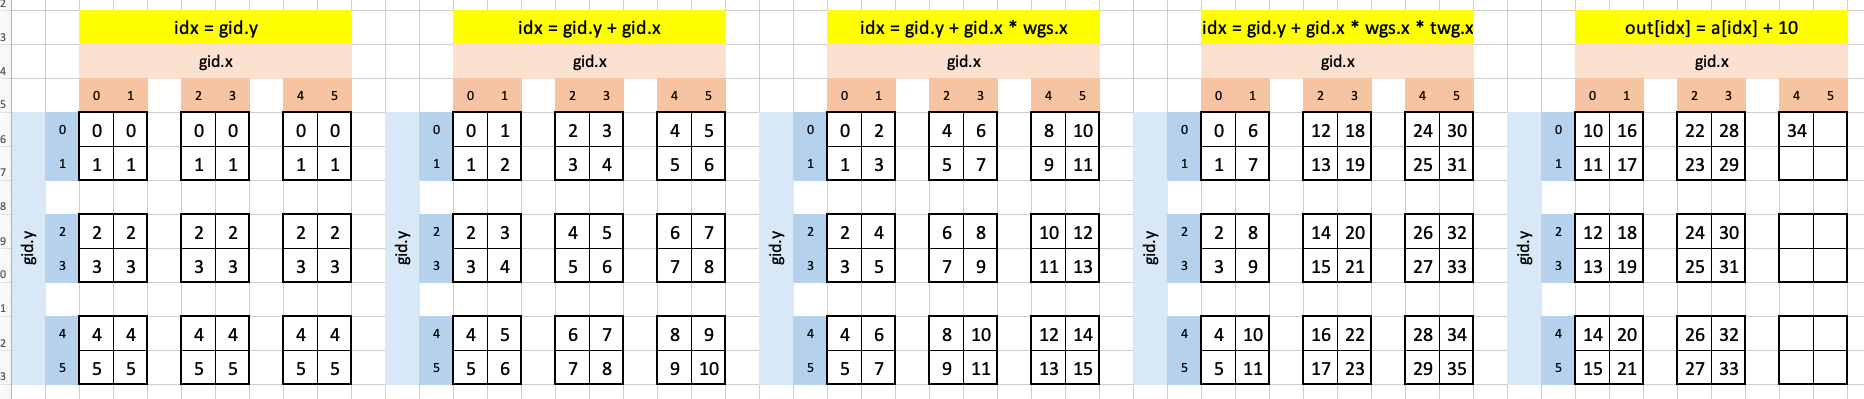 2
3 idx = gid.y idx = gid.y + gid.x idx = gid.y + gid.x * wgs.x idx = gid.y + gid.x * wgs.x * twg.x out[idx] = a[idx] + 10
4 gid.x gid.x gid.x gid.x gid.x
5 0 1 2 3 4 5 0 1 2 3 4 5 0 1 2 3 4 5 0 1 2 3 4 5 0 1 2 3 4 5
6 0 0 0 0 0 0 0 0 0 1 2 3 4 5 0 0 2 4 6 8 10 0 0 6 12 18 24 30 0 10 16 22 28 34
7 1 1 1 1 1 1 1 1 1 2 3 4 5 6 1 1 3 5 7 9 11 1 1 7 13 19 25 31 1 11 17 23 29
8
9 gid.y 2 2 2 2 2 2 2 gid.y 2 2 3 4 5 6 7 gid.y 2 2 4 6 8 10 12 gid.y 2 2 8 14 20 26 32 gid.y 2 12 18 24 30
0 3 3 3 3 3 3 3 3 3 4 5 6 7 8 3 3 5 7 9 11 13 3 3 9 15 21 27 33 3 13 19 25 31
1
2 4 4 4 4 4 4 4 4 4 5 6 7 8 9 4 4 6 8 10 12 14 4 4 10 16 22 28 34 4 14 20 26 32
3 5 5 5 5 5 5 5 5 5 6 7 8 9 10 5 5 7 9 11 13 15 5 5 11 17 23 29 35 5 15 21 27 33